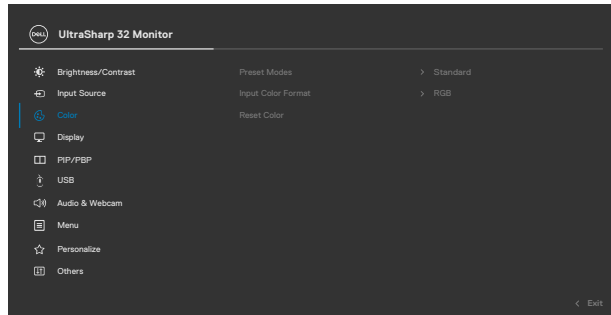 DELL UltraSharp 32 Monitor
Brightness/Contrast Preset Modes > Standard
Input Source Input Color Format > RGB
Color Reset Color
Display
PIP/PBP
USB
Audio & Webcam
Menu
Personalize
Others
< Exit